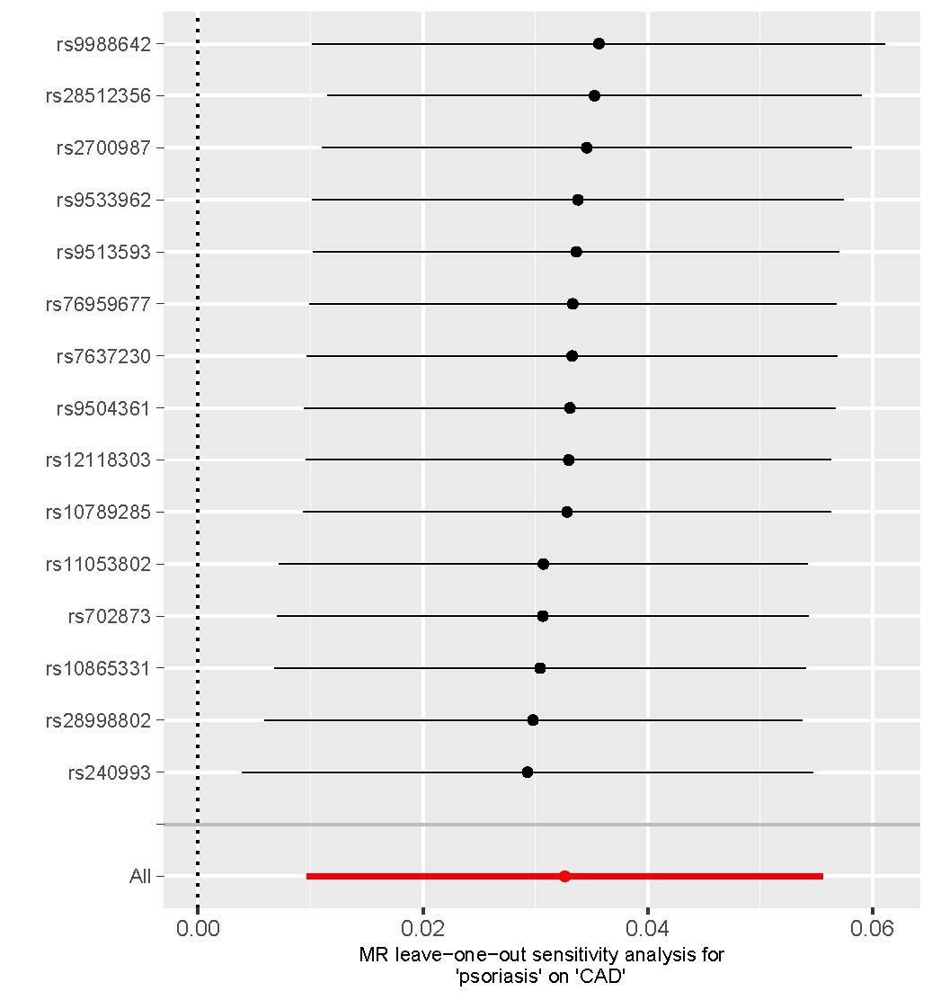 rs9988642
rs28512356
rs2700987
rs9533962
rs9513593
rs76959677
rs7637230
rs9504361
rs12118303
rs10789285
rs11053802
rs702873
rs10865331
rs28998802
rs240993
All
0.00 0.02 0.04 0.06
MR leave−one−out sensitivity analysis for
'psoriasis' on 'CAD'